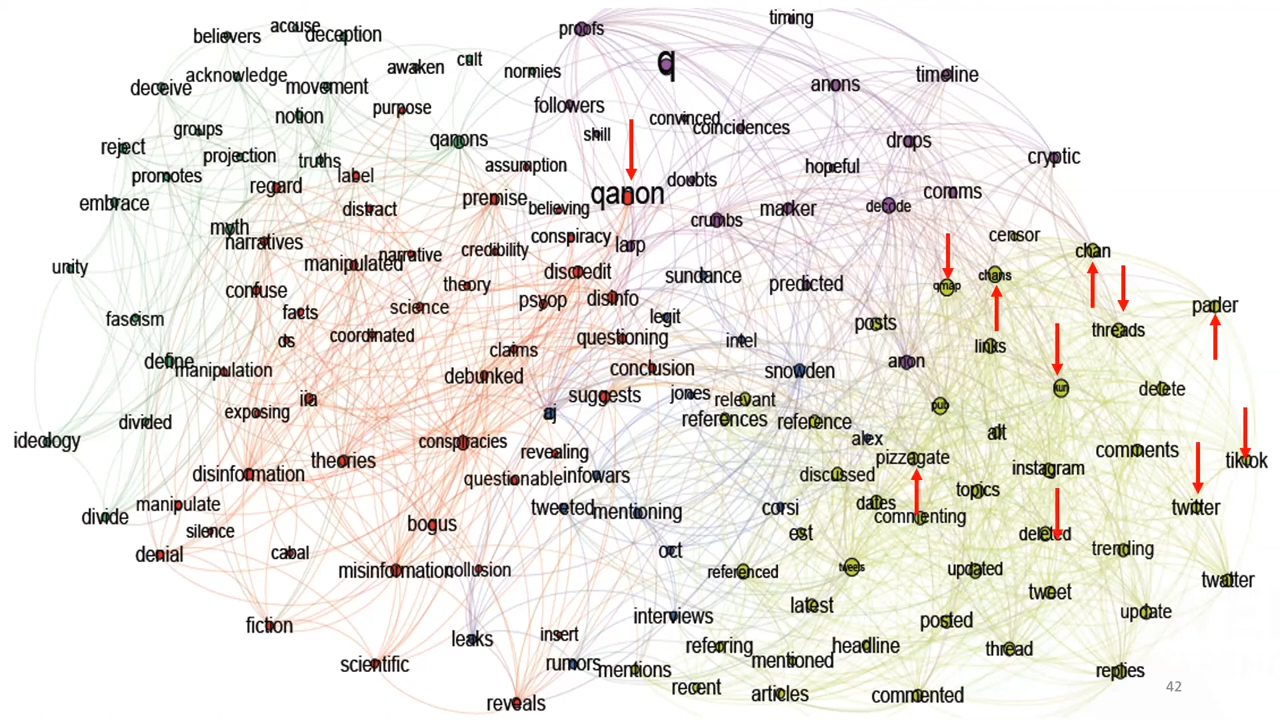 timing
believers
acouse
deception
proofs
q
cult
awaken
normies
acknowledge
anons
timeline
deceive
movement
purpose
followers
notion
convinced
coincidences
groups
shill
qanons
drops
reject
projection
truths
assumption
hopeful
cryptic
promotes
label
doubts
regard
qanon
comms
embrace
distract
premise
believing
crumbs
marker
decode
myth
conspiracy
censor
narratives
narrative
credibility
larp
chan
unity
manipulated
discredit
sundance
chans
theory
predicted
qmap
confuse
psyop
disinfo
pader
facts
science
legit
posts
threads
fascism
ds
coordinated
questioning
intel
links
claims
anon
define
manipulation
debunked
conclusion
snowden
kun
delete
iia
suggests
jones
relevant
pub
exposing
aj
references
reference
divided
alt
ideology
conspiracies
alex
revealing
pizzagate
comments
theories
tiktok
disinformation
questionable
infowars
discussed
instagram
topics
manipulate
tweeted
mentioning
corsi
dates
twitter
divide
commenting
silence
bogus
est
deleted
denial
cabal
oct
trending
misinformation
collusion
referenced
tweets
updated
twatter
tweet
latest
interviews
update
fiction
posted
leaks
insert
referring
headline
thread
scientific
rumors
mentions
mentioned
replies
recent
articles
commented
42
reveals